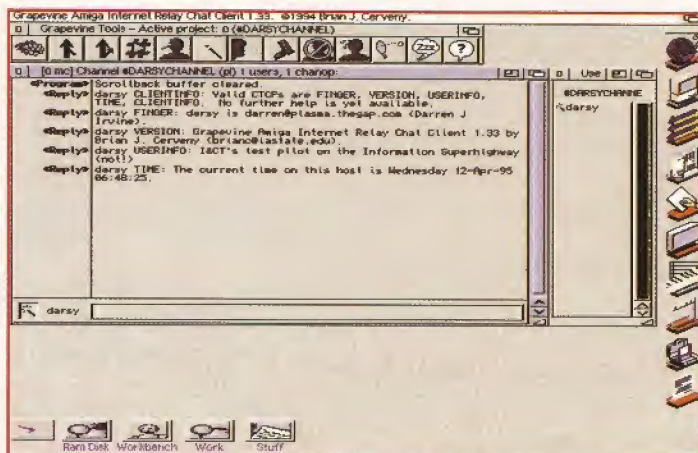 Grapevine Amiga Internet Relay Chat Client 1.33. ©1994 Brian J. Cerveny.
Grapevine Tools - Active project: 0 (#DARSYCHANNEL)
[0 mc] Channel #DARSYCHANNEL (pl) 1 users, 1 chanop:
Use
<Program> Scrollback buffer cleared.
<Reply> darsy CLIENTINFO: Valid CTCPs are FINGER, VERSION, USERINFO,
TIME, CLIENTINFO. No further help is yet available.
<Reply> darsy FINGER: darsy is darren@plasma.thegap.com (Darren J
Irvine).
<Reply> darsy VERSION: Grapevine Amiga Internet Relay Chat Client 1.33 by
Brian J. Cerveny (brianc@iastate.edu).
<Reply> darsy USERINFO: I&CT's test pilot on the Information Superhighway
(not!)
<Reply> darsy TIME: The current time on this host is Wednesday 12-Apr-95
06:48:25.
#DARSYCHANNE
darsy
darsy
Ram Disk
Workbench
Work
Stuff